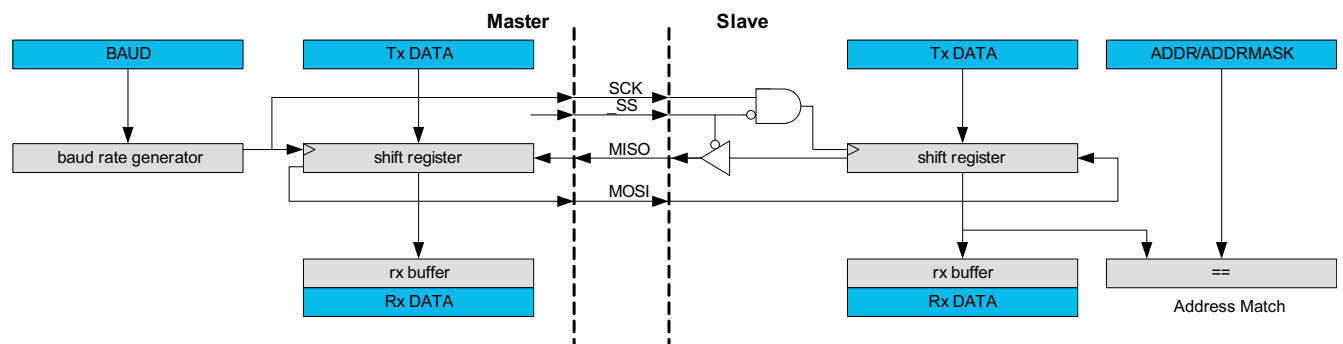 Master
Slave
BAUD
Tx DATA
Tx DATA
ADDR/ADDRMASK
SCK
_SS
baud rate generator
shift register
MISO
shift register
MOSI
rx buffer
rx buffer
==
Rx DATA
Rx DATA
Address Match